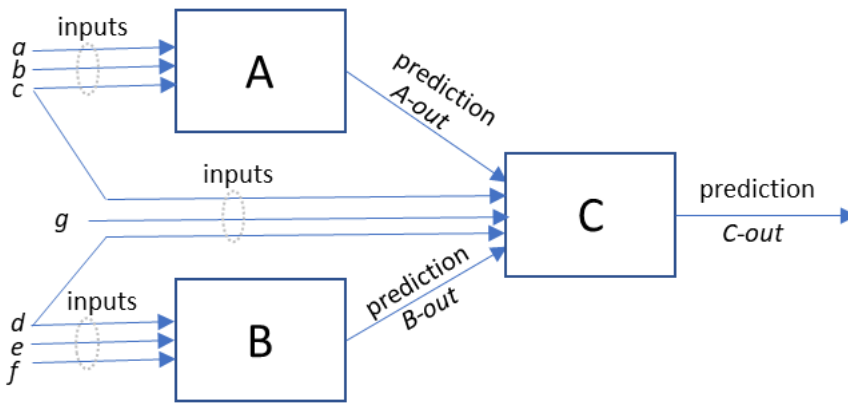 inputs
a
b
c
A
prediction
A-out
inputs
g
C
prediction
C-out
inputs
d
e
f
B
prediction
B-out